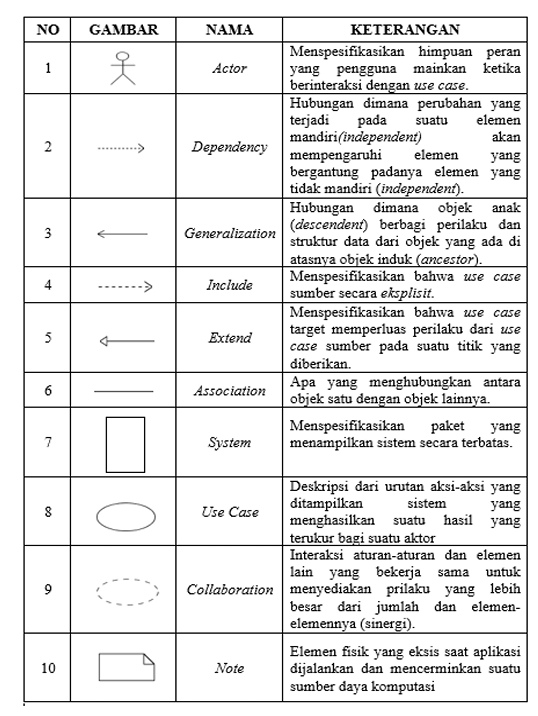 NO GAMBAR NAMA KETERANGAN
1 Actor
Menspesifikasikan himpuan peran
yang pengguna mainkan ketika
berinteraksi dengan use case.
2 Dependency
Hubungan dimana perubahan yang
terjadi pada suatu elemen
mandiri(independent) akan
mempengaruhi elemen yang
bergantung padanya elemen yang
tidak mandiri (independent).
3 Generalization
Hubungan dimana objek anak
(descendent) berbagi perilaku dan
struktur data dari objek yang ada di
atasnya objek induk (ancestor).
4 Include
Menspesifikasikan bahwa use case
sumber secara eksplisit.
5 Extend
Menspesifikasikan bahwa use case
target memperluas perilaku dari use
case sumber pada suatu titik yang
diberikan.
6 Association
Apa yang menghubungkan antara
objek satu dengan objek lainnya.
7 System
Menspesifikasikan paket yang
menampilkan sistem secara terbatas.
8 Use Case
Deskripsi dari urutan aksi-aksi yang
ditampilkan sistem yang
menghasilkan suatu hasil yang
terukur bagi suatu aktor
9 Collaboration
Interaksi aturan-aturan dan elemen
lain yang bekerja sama untuk
menyediakan prilaku yang lebih
besar dari jumlah dan elemen-
elemennya (sinergi).
10 Note
Elemen fisik yang eksis saat aplikasi
dijalankan dan mencerminkan suatu
sumber daya komputasi